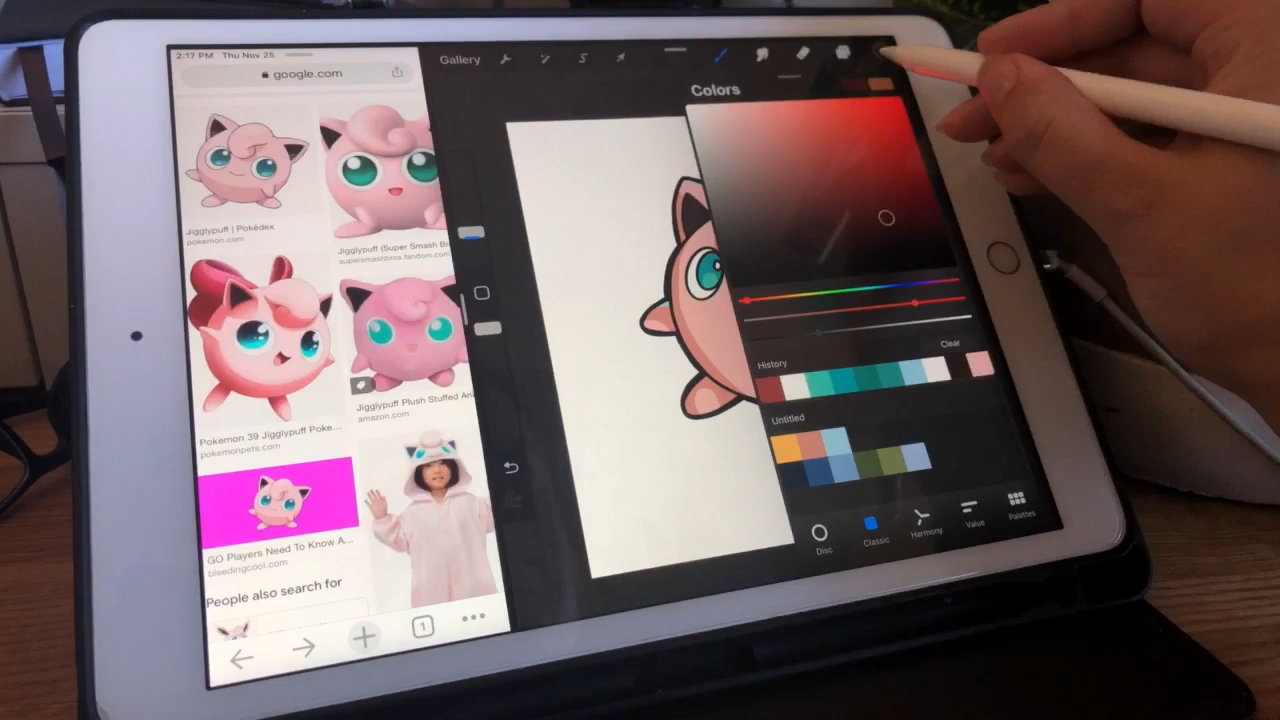 2:17 PM Thu Nov 25
google.com
Jigglypuff | Pokédex
pokemon.com
Jigglypuff (Super Smash Br
supersmashbros.fandom.com
Pokemon 39 Jigglypuff Poke...
pokemonpets.com
Jigglypuff Plush Stuffed An
amazon.com
GO Players Need To Know A...
bleedingcool.com
People also search for
1
Gallery
Colors
Clear
History
Untitled
Disc
Classic
Harmony
Value
Palettes